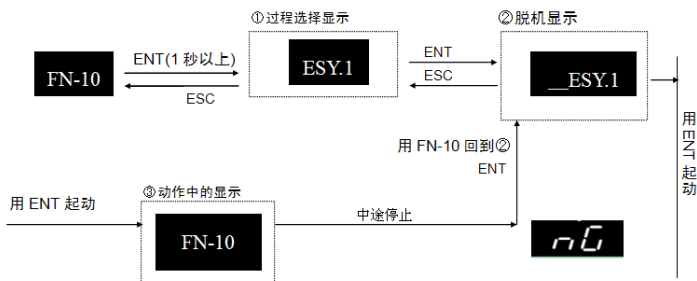 ①过程选择显示
②脱机显示
FN-10
ENT(1 秒以上)
ESC
ESY.1
ENT
ESC
__ESY.1
用 ENT 起动
用 FN-10 回到②
ENT
③动作中的显示
用 ENT 起动
FN-10
中途停止
nG